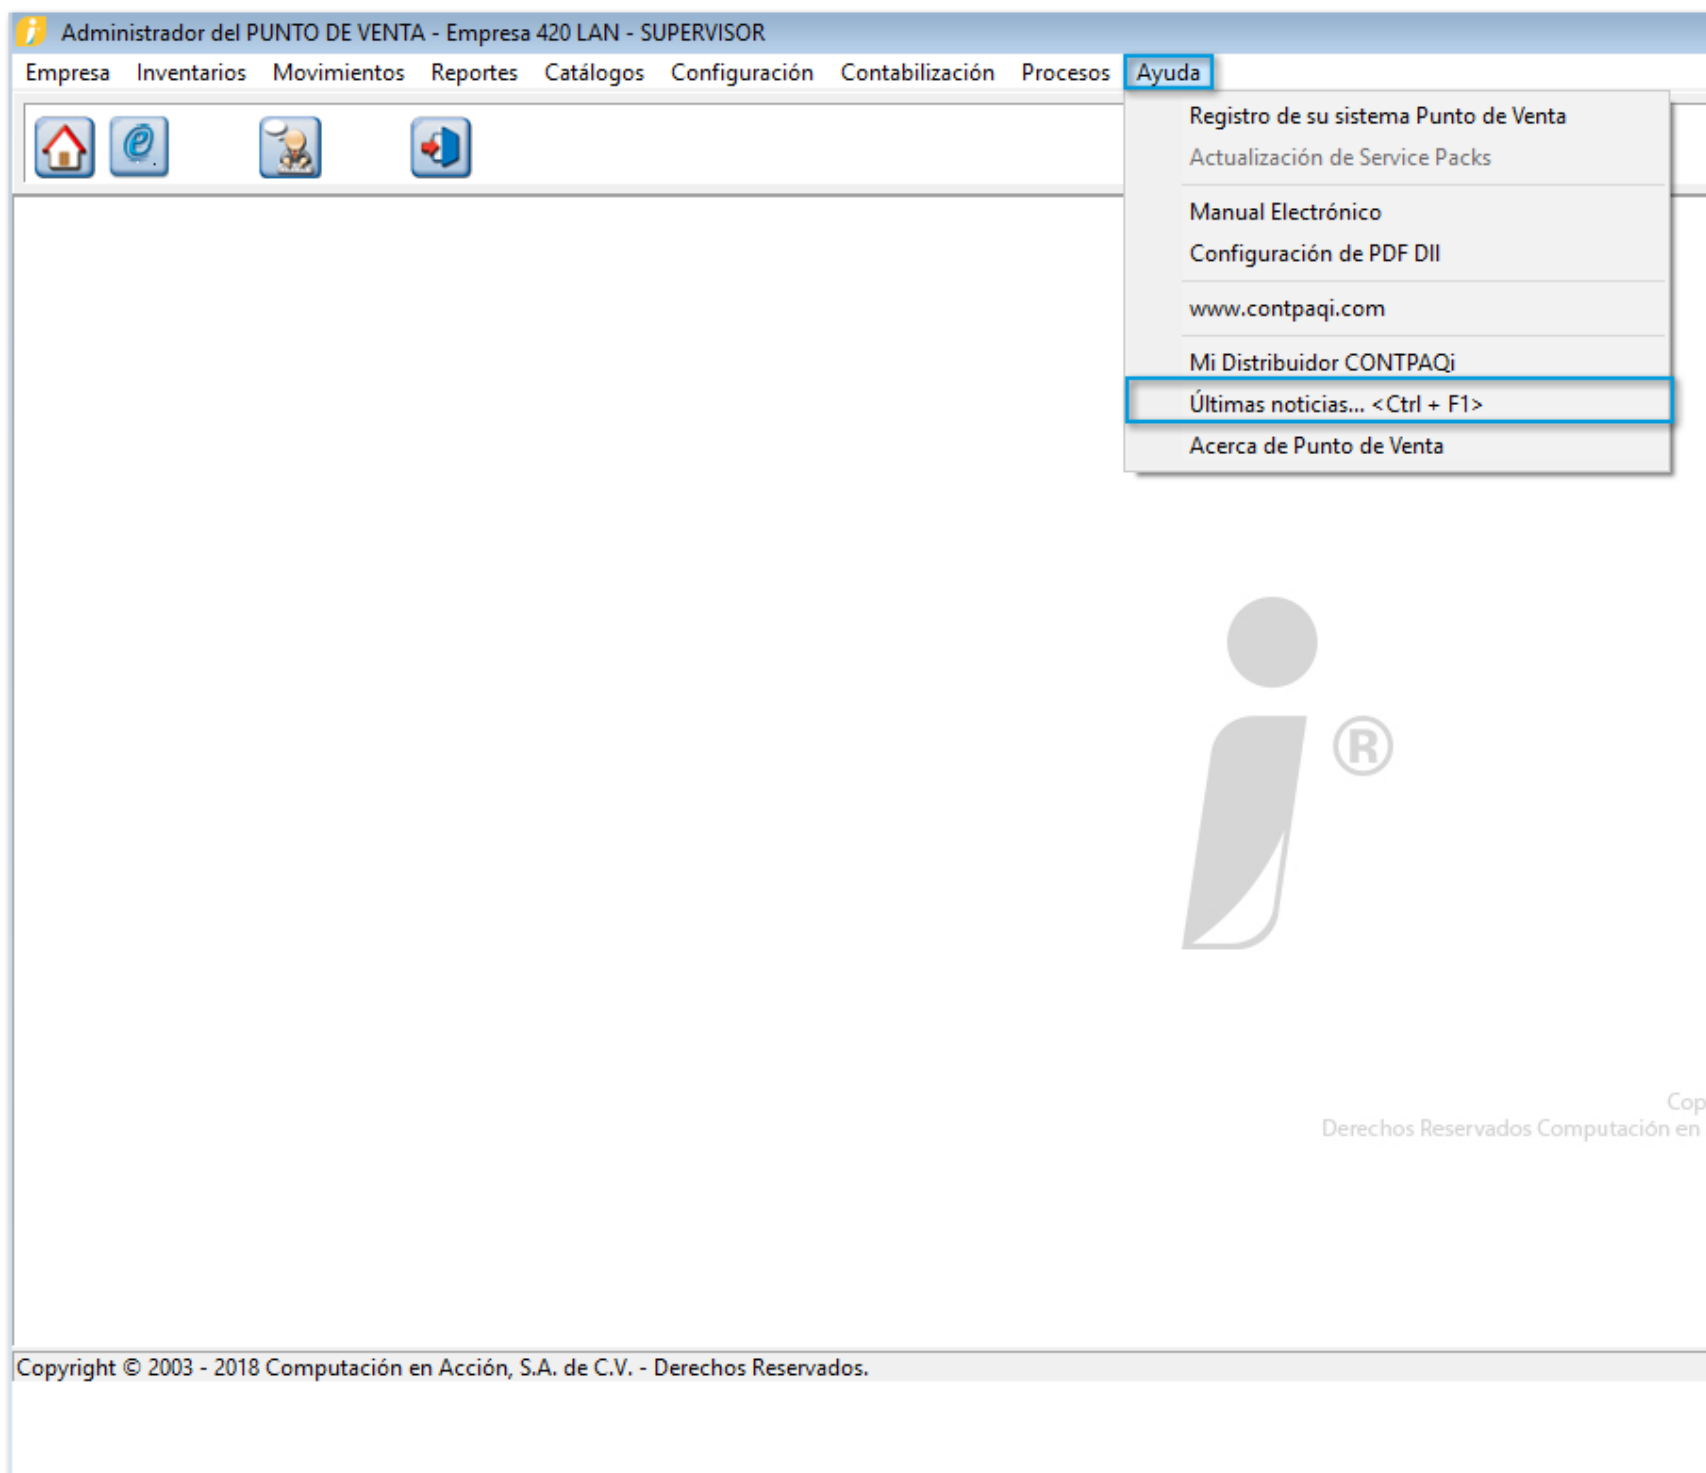 Administrador del PUNTO DE VENTA - Empresa 420 LAN - SUPERVISOR
Empresa Inventarios Movimientos Reportes Catálogos Configuración Contabilización Procesos Ayuda
Registro de su sistema Punto de Venta
Actualización de Service Packs
Manual Electrónico
Configuración de PDF Dll
www.contpaqi.com
Mi Distribuidor CONTPAQi
Últimas noticias... <Ctrl + F1>
Acerca de Punto de Venta
®
Derechos Reservados Computación en
Copyright © 2003 - 2018 Computación en Acción, S.A. de C.V. - Derechos Reservados.